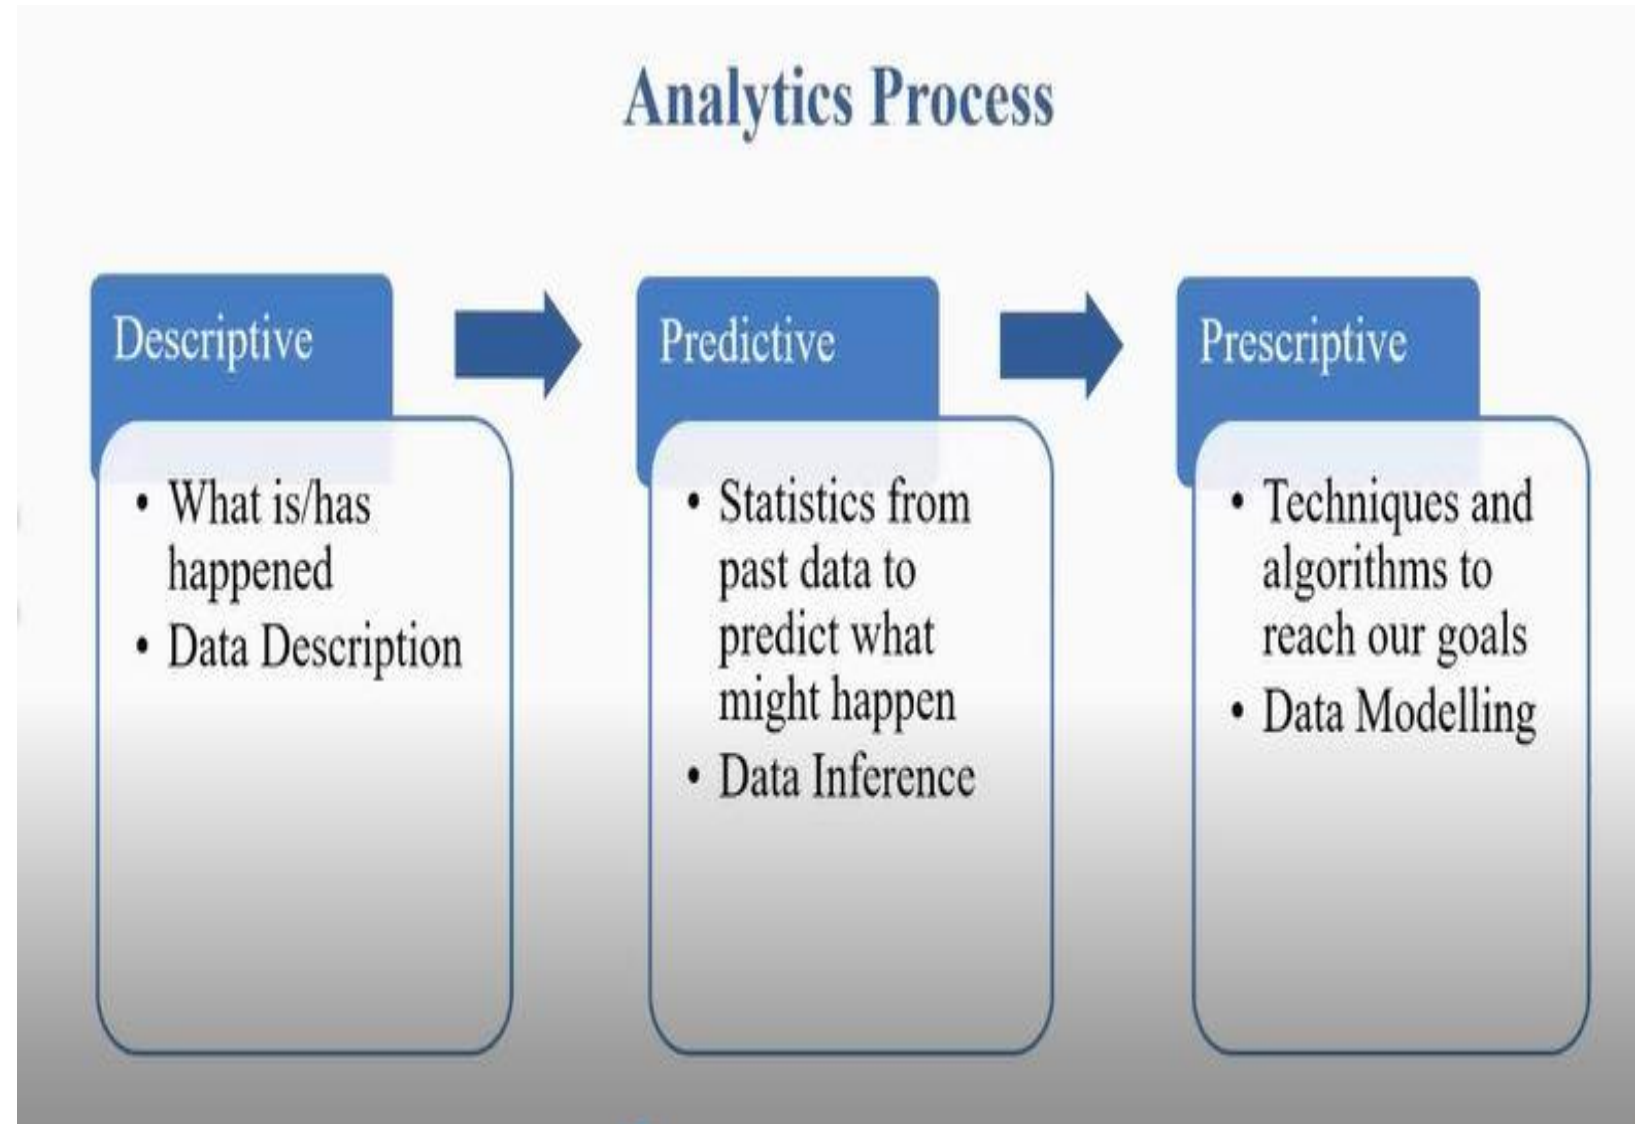 Analytics Process
Descriptive
• What is/has
happened
• Data Description
Predictive
• Statistics from
past data to
predict what
might happen
• Data Inference
Prescriptive
• Techniques and
algorithms to
reach our goals
• Data Modelling